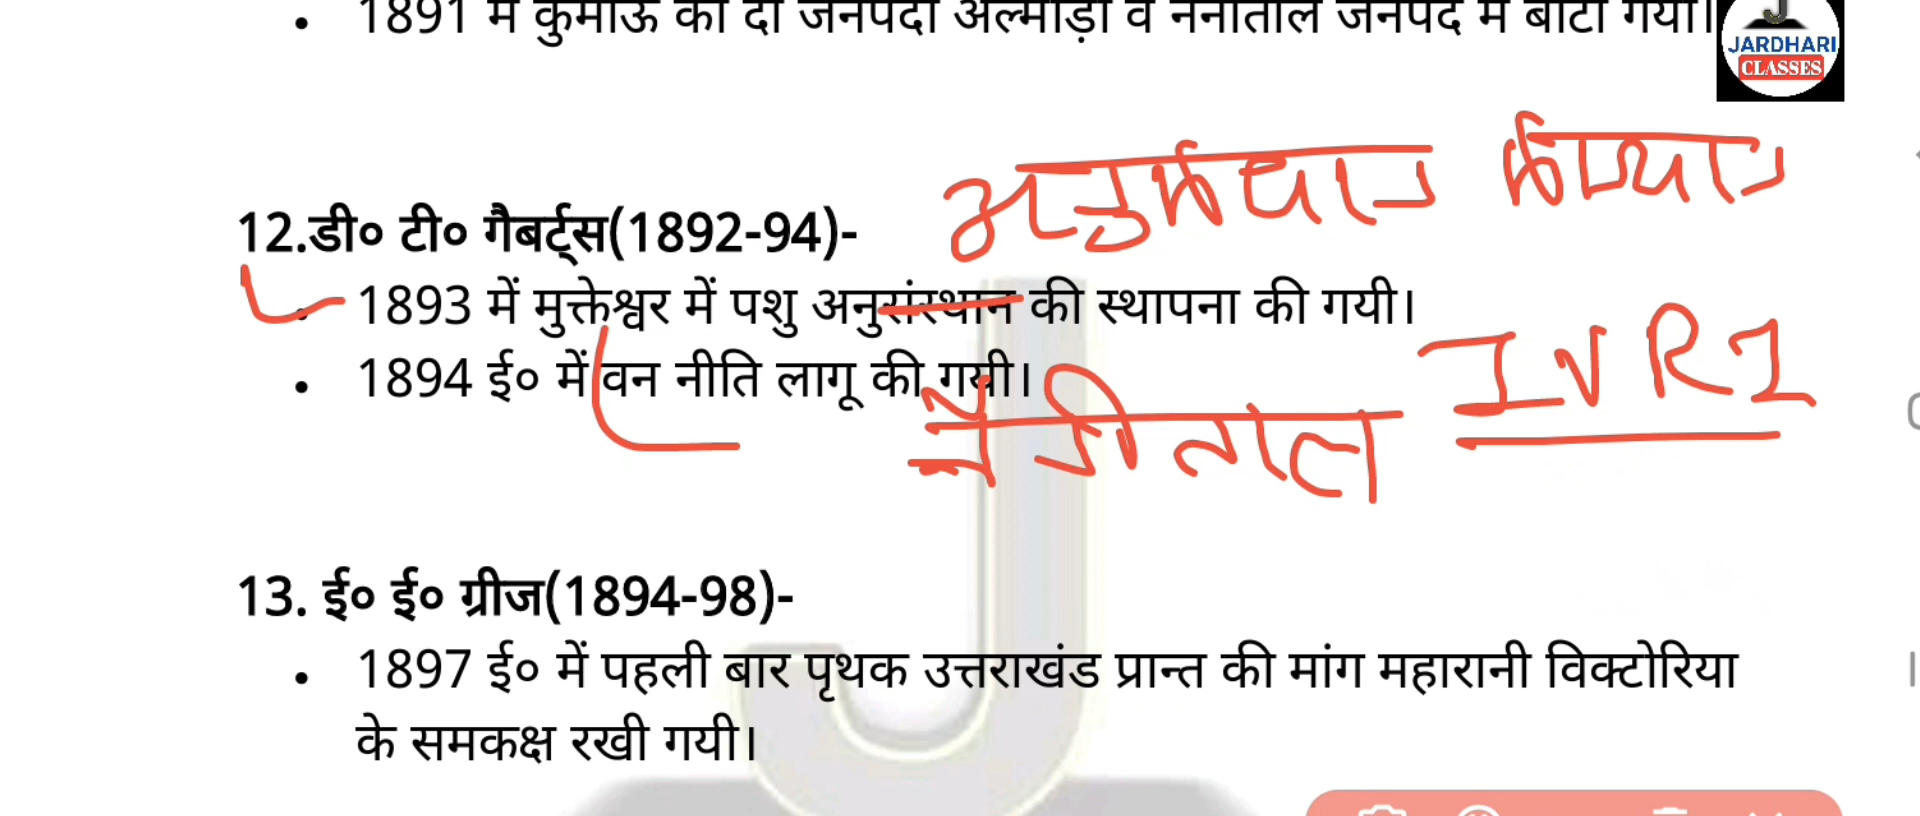 1891 में कुमाऊं को दो जनपदों अल्मोड़ा व नैनीताल जनपद में बांटा गया।
JARDHARI
CLASSES
अनुसंधान संस्थान
12.डी० टी० गैबर्ट्स(1892-94)-
1893 में मुक्तेश्वर में पशु अनुसंस्थान की स्थापना की गयी।
IVRI
1894 ई० में वन नीति लागू की गयी।
नैनीताल
13. ई० ई० ग्रीज(1894-98)-
1897 ई० में पहली बार पृथक उत्तराखंड प्रान्त की मांग महारानी विक्टोरिया
के समकक्ष रखी गयी।